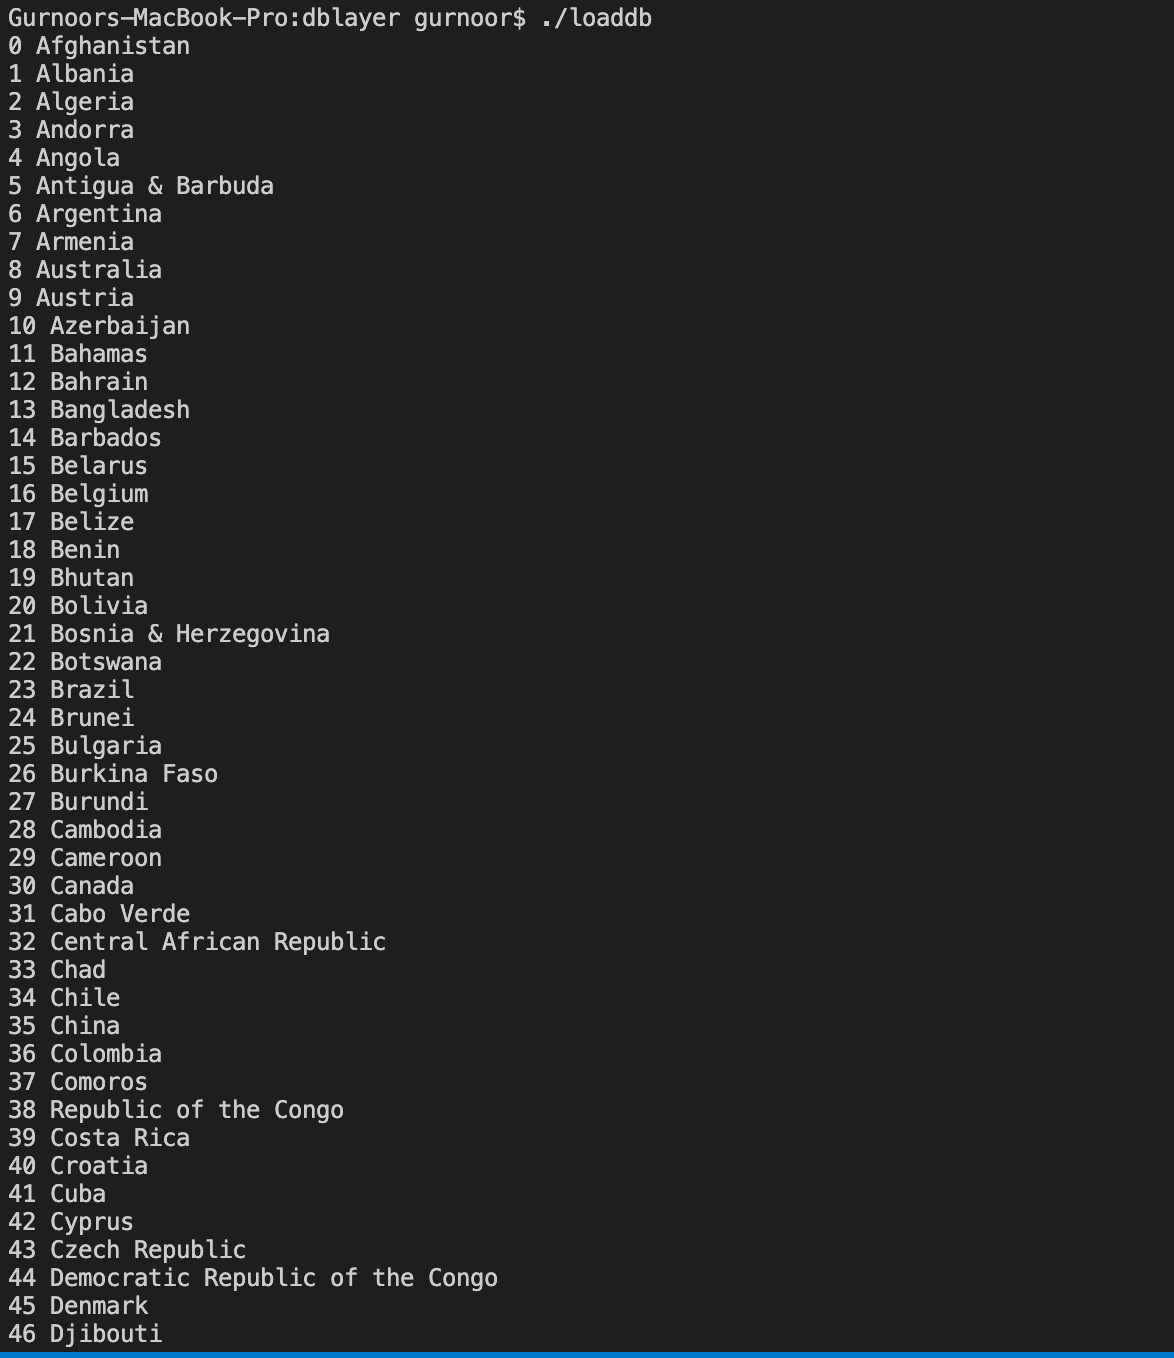 Gurnoors-MacBook-Pro:dblayer gurnoor$ ./loaddb
0 Afghanistan
1 Albania
2 Algeria
3 Andorra
4 Angola
5 Antigua & Barbuda
6 Argentina
7 Armenia
8 Australia
9 Austria
10 Azerbaijan
11 Bahamas
12 Bahrain
13 Bangladesh
14 Barbados
15 Belarus
16 Belgium
17 Belize
18 Benin
19 Bhutan
20 Bolivia
21 Bosnia & Herzegovina
22 Botswana
23 Brazil
24 Brunei
25 Bulgaria
26 Burkina Faso
27 Burundi
28 Cambodia
29 Cameroon
30 Canada
31 Cabo Verde
32 Central African Republic
33 Chad
34 Chile
35 China
36 Colombia
37 Comoros
38 Republic of the Congo
39 Costa Rica
40 Croatia
41 Cuba
42 Cyprus
43 Czech Republic
44 Democratic Republic of the Congo
45 Denmark
46 Djibouti